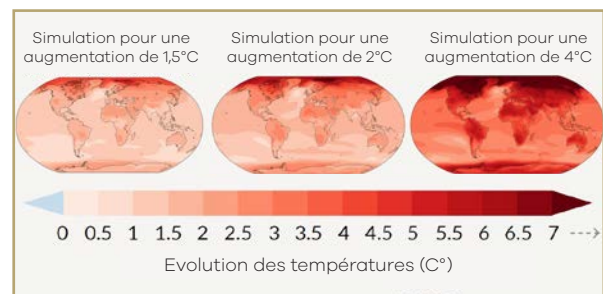 Simulation pour une
augmentation de 1,5°C
Simulation pour une
augmentation de 2°C
Simulation pour une
augmentation de 4°C
0 0.5 1 1.5 2 2.5 3 3.5 4 4.5 5 5.5 6 6.5 7
Evolution des températures (C°)